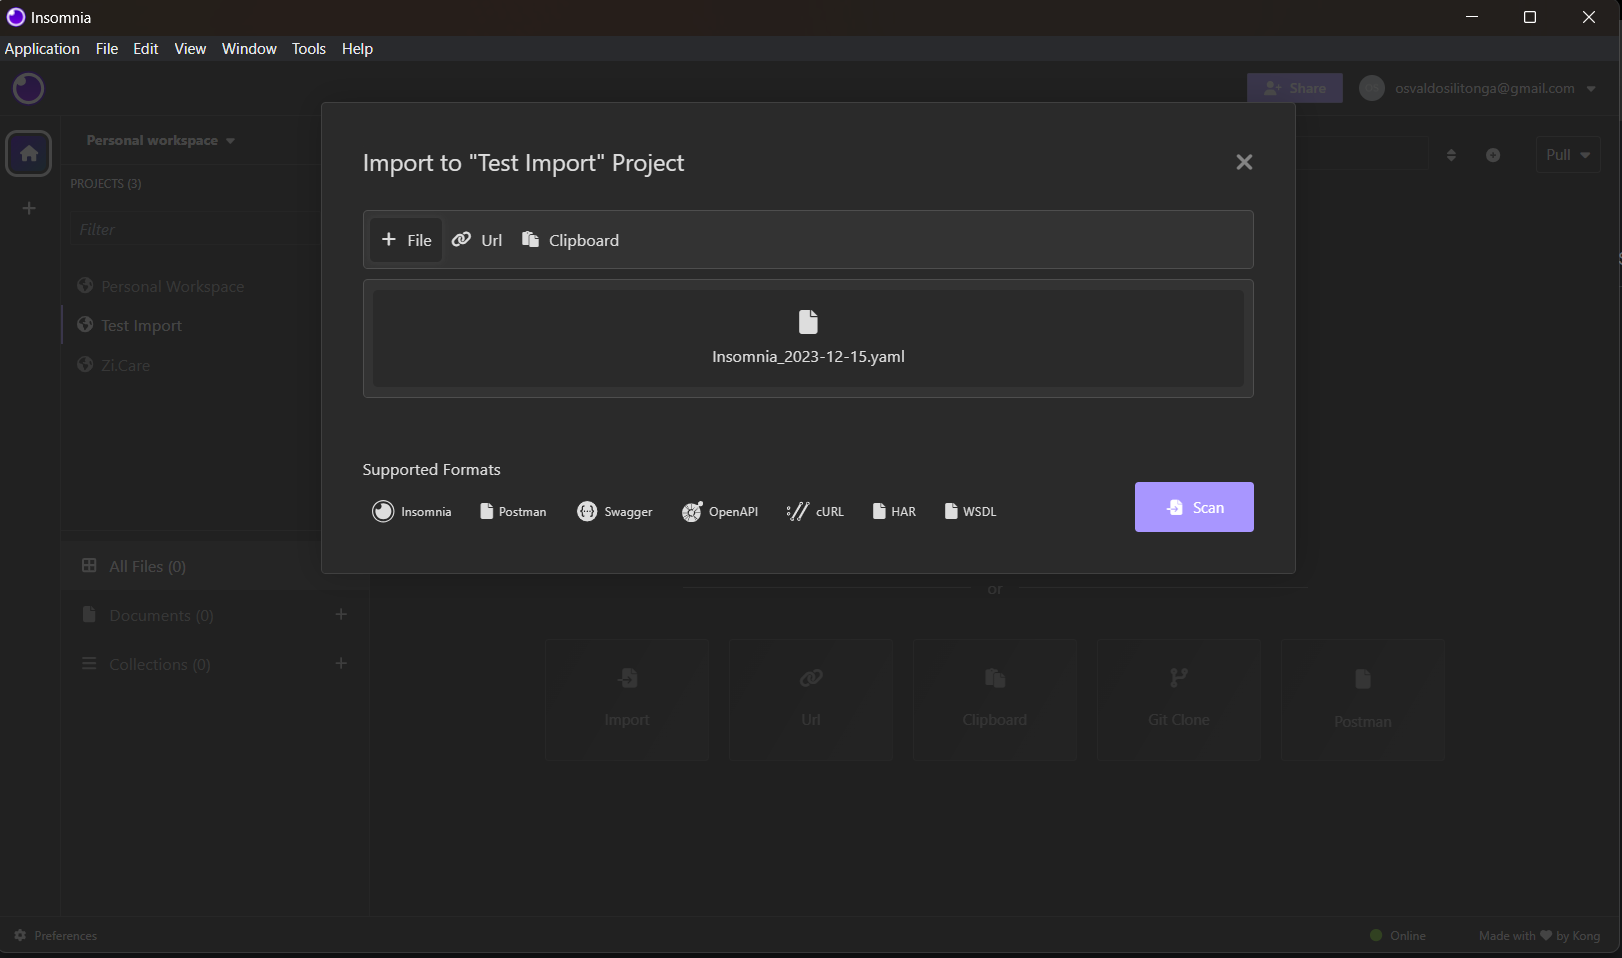 Insomnia
Application File Edit View Window Tools Help
Share osvaldosilitonga@gmail.com
Personal workspace
Pull
PROJECTS (3)
Filter
Personal Workspace
Test Import
Zi.Care
All Files (0)
Documents (0)
Collections (0)
Import to "Test Import" Project
File Url Clipboard
Insomnia_2023-12-15.yaml
Supported Formats
Insomnia Postman Swagger OpenAPI cURL HAR WSDL
Scan
or
Import Url Clipboard Git Clone Postman
Preferences
Online Made with by Kong